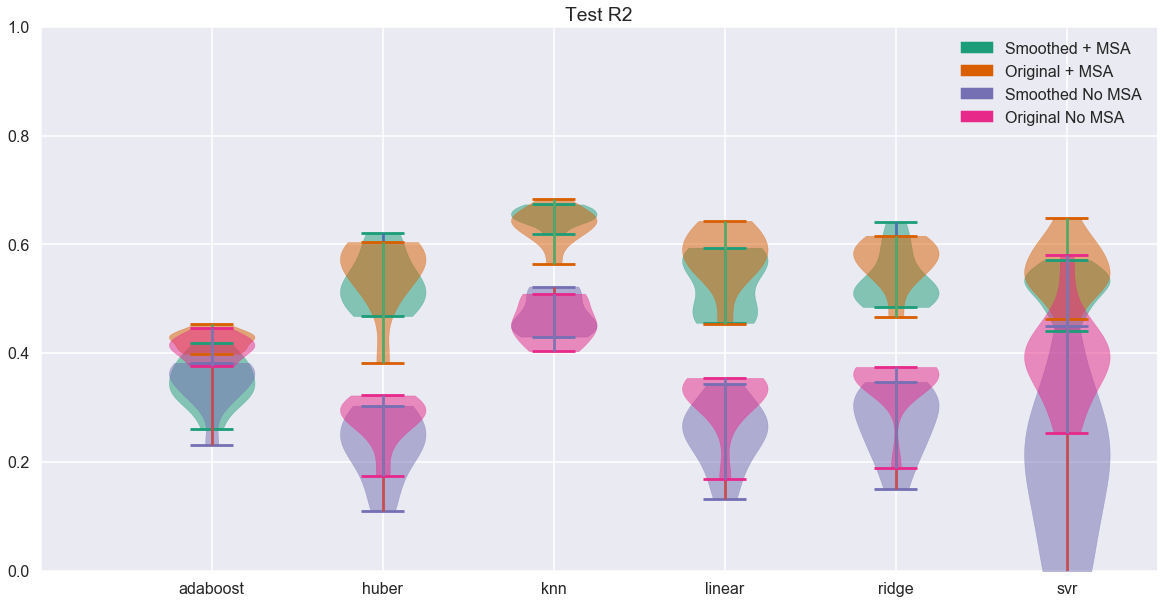 Test R2
1.0
0.8
0.6
0.4
0.2
0.0
Smoothed + MSA
Original + MSA
Smoothed No MSA
Original No MSA
adaboost huber knn linear ridge svr